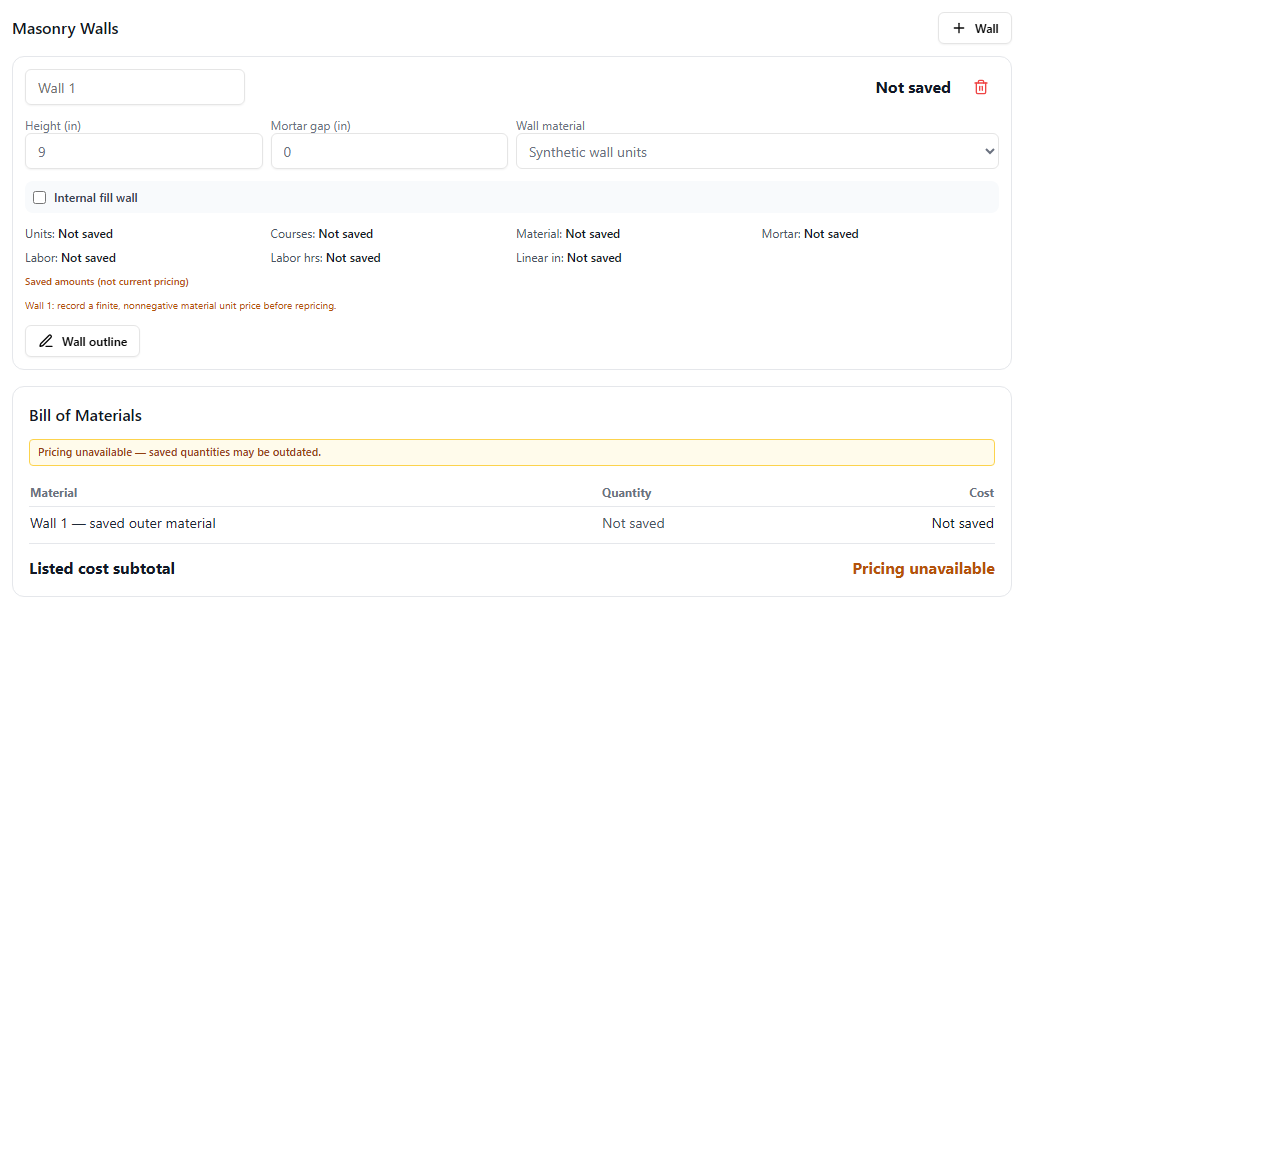 Masonry Walls
Wall
Wall 1
Not saved
Height (in)
Mortar gap (in)
Wall material
9
0
Synthetic wall units
Internal fill wall
Units: Not saved
Courses: Not saved
Material: Not saved
Mortar: Not saved
Labor: Not saved
Labor hrs: Not saved
Linear in: Not saved
Saved amounts (not current pricing)
Wall 1: record a finite, nonnegative material unit price before repricing.
Wall outline
Bill of Materials
Pricing unavailable — saved quantities may be outdated.
Material Quantity Cost
Wall 1 — saved outer material Not saved Not saved
Listed cost subtotal Pricing unavailable